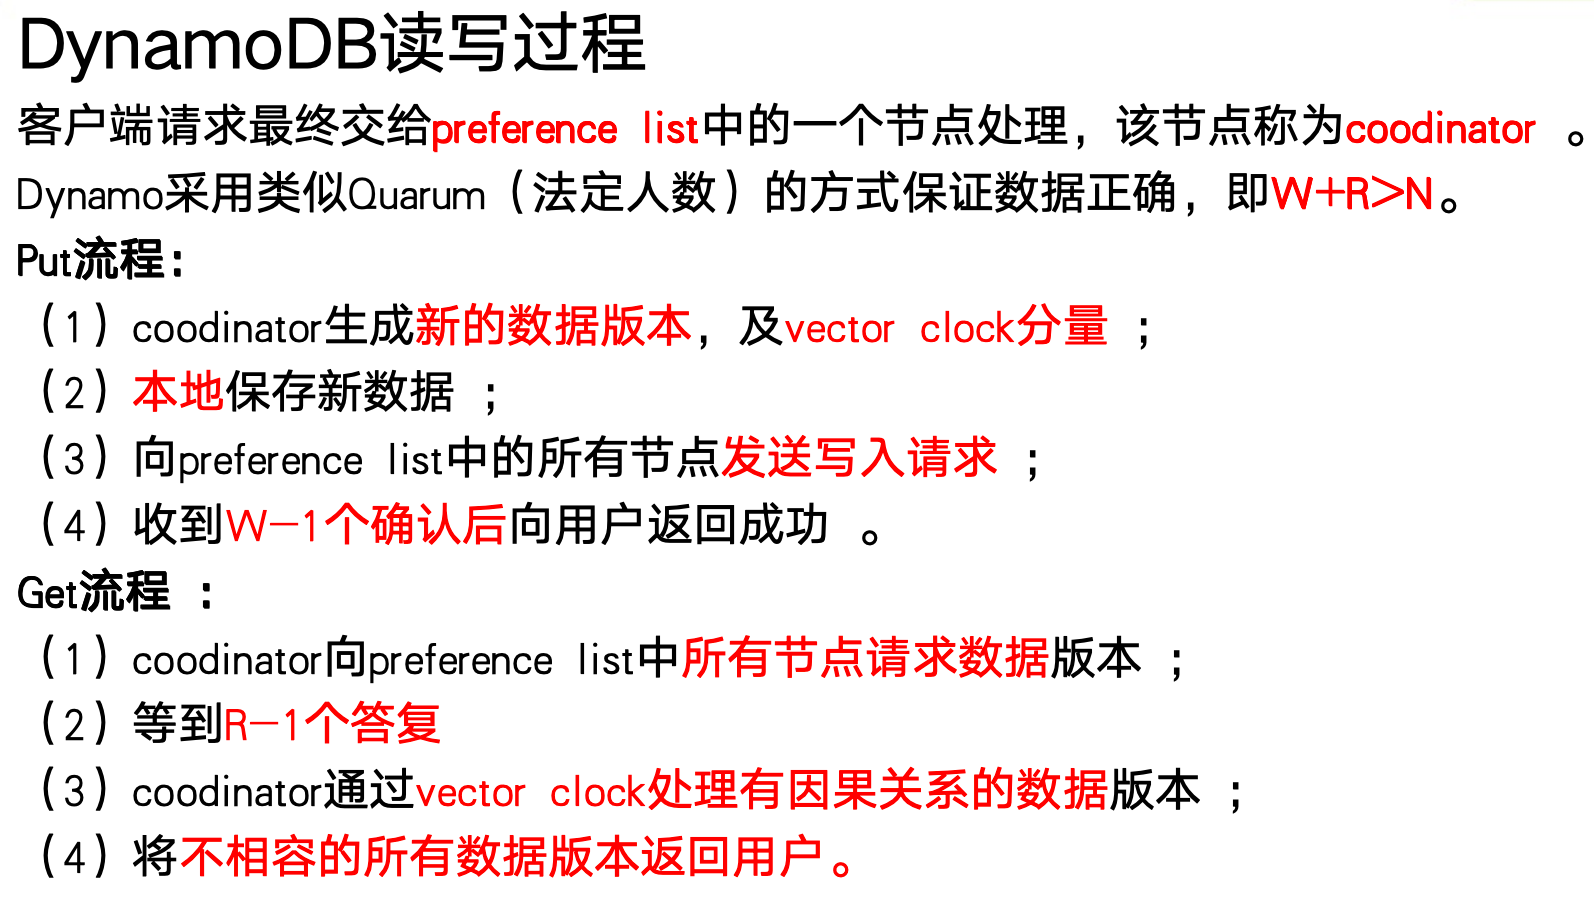 DynamoDB读写过程
客户端请求最终交给preference list中的一个节点处理，该节点称为coodinator 。
Dynamo采用类似Quarum（法定人数）的方式保证数据正确，即W+R>N。
Put流程：
（1）coodinator生成新的数据版本，及vector clock分量 ；
（2）本地保存新数据 ；
（3）向preference list中的所有节点发送写入请求 ；
（4）收到W-1个确认后向用户返回成功 。
Get流程 ：
（1）coodinator向preference list中所有节点请求数据版本 ；
（2）等到R-1个答复
（3）coodinator通过vector clock处理有因果关系的数据版本 ；
（4）将不相容的所有数据版本返回用户。